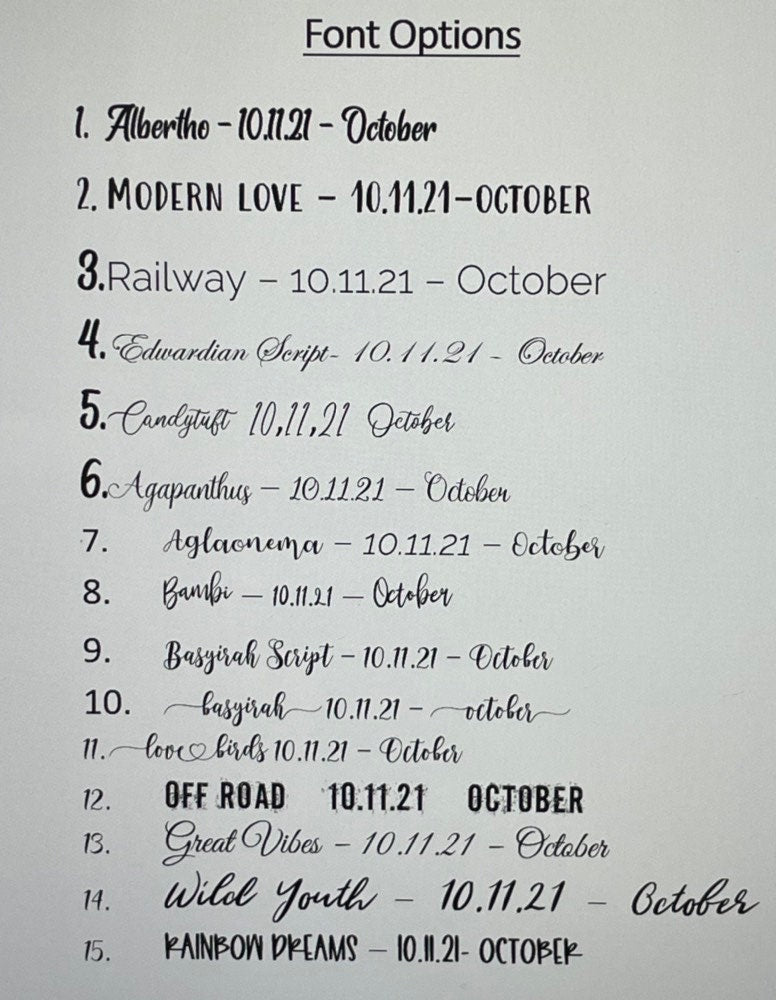 Font Options
1. Albertho - 10.11.21 - October
2. MODERN LOVE - 10.11.21-OCTOBER
3.Railway – 10.11.21 – October
4.Edwardian Script- 10.11.21 - October
5.Candytuft 10,11,21 October
6.Agapanthus – 10.11.21 – October
7. Aglaonema – 10.11.21 – October
8. Bambi – 10.11.21 – October
9. Basyirah Script – 10.11.21 – October
10. basyirah 10.11.21 – october
11. love♡birds 10.11.21 – October
12. OFF ROAD 10.11.21 OCTOBER
13. Great Vibes – 10.11.21 – October
14. Wild Youth – 10.11.21 – October
15. RAINBOW DREAMS – 10.11.21- OCTOBER